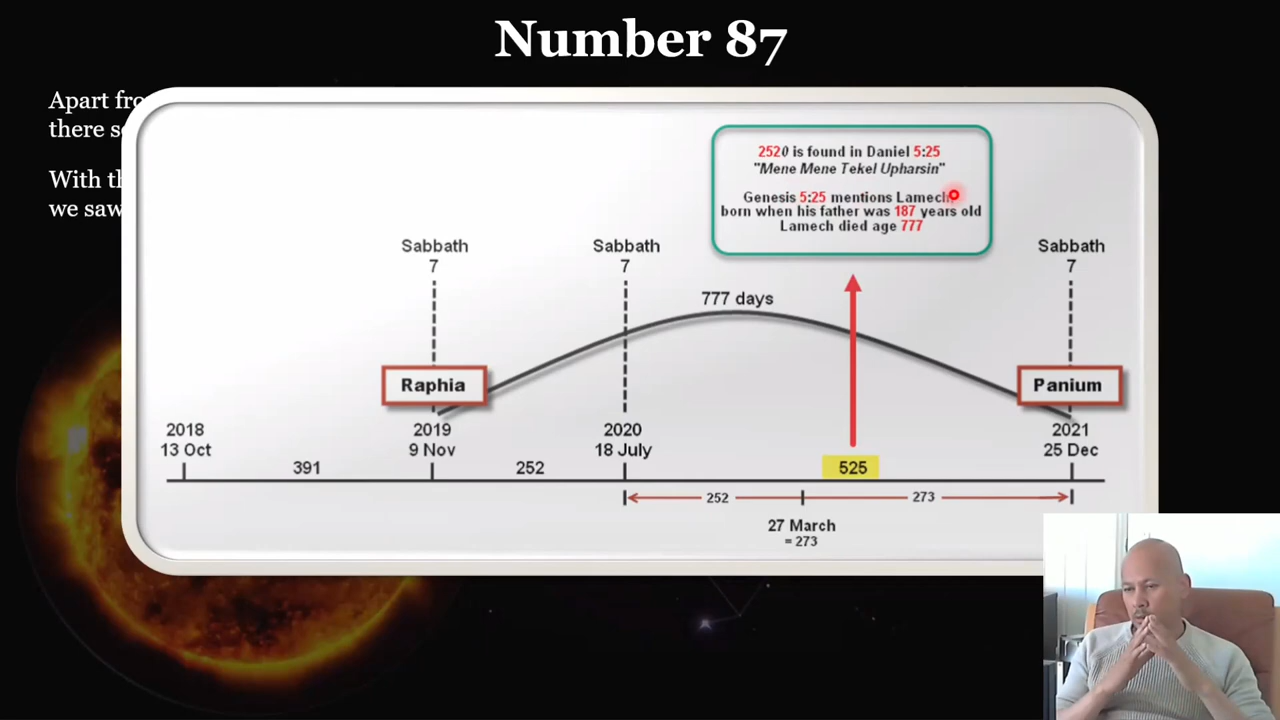 Number 87
Apart fro
there s
With th
we saw
2520 is found in Daniel 5:25
"Mene Mene Tekel Upharsin"
Genesis 5:25 mentions Lamech
born when his father was 187 years old
Lamech died age 777
Sabbath
7
Sabbath
7
Sabbath
7
777 days
Raphia
Panium
2018
13 Oct
2019
9 Nov
2020
18 July
2021
25 Dec
391
252
525
252
273
27 March
= 273